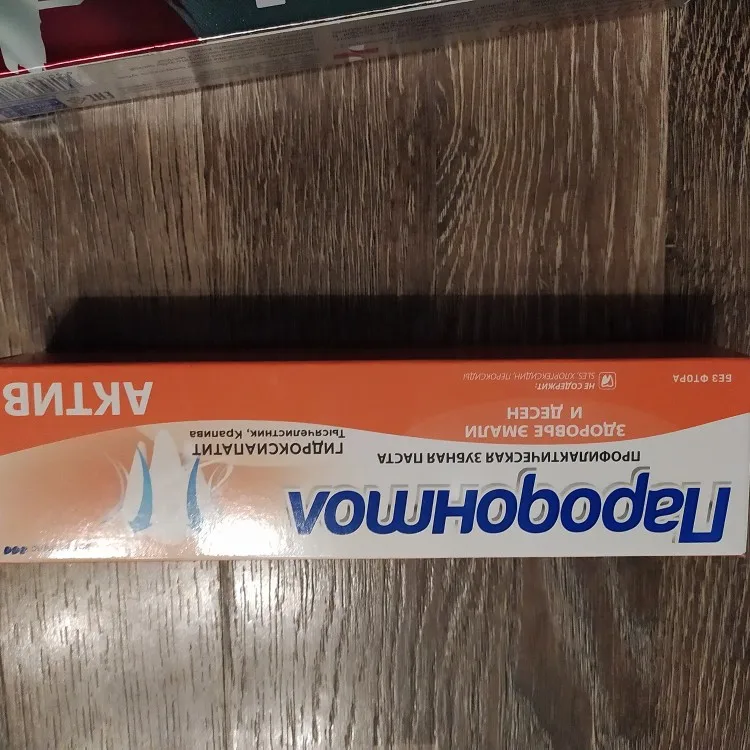 Пародонтол
ПРОФИЛАКТИЧЕСКАЯ ЗУБНАЯ ПАСТА
ЗДОРОВЬЕ ЭМАЛИ
И ДЕСЕН
БЕЗ ФТОРА
НЕ СОДЕРЖИТ:
SLES, ХЛОРГЕКСИДИН, ПЕРОКСИДЫ
ГИДРОКСИАПАТИТ
Тысячелистник, Крапива
АКТИВ